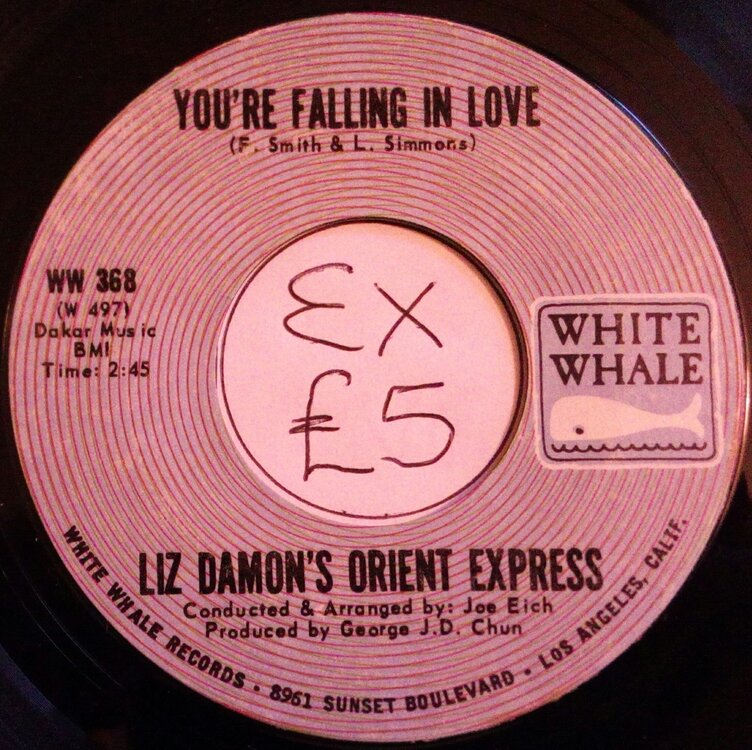 YOU'RE FALLING IN LOVE
(F. Smith & L. Simmons)
WW 368
(W 497)
Dakar Music
BMI
Time: 2:45
EX
£5
WHITE
WHALE
LIZ DAMON'S ORIENT EXPRESS
Conducted & Arranged by: Joe Eich
Produced by George J.D. Chun
WHITE WHALE RECORDS • 8961 SUNSET BOULEVARD • LOS ANGELES, CALIF.